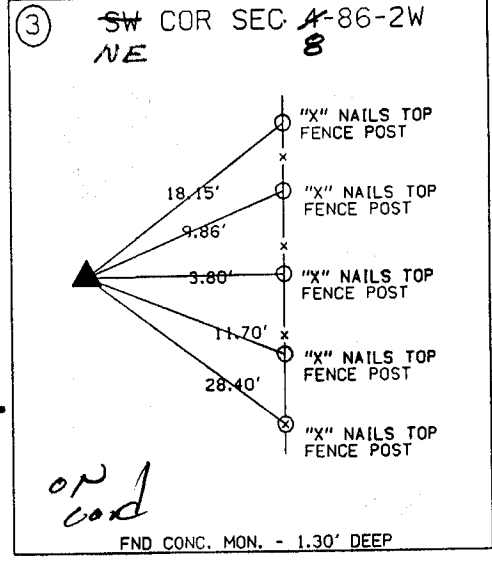 3
SW COR SEC 4-86-2W
NE 8
"X" NAILS TOP
FENCE POST
18.15'
"X" NAILS TOP
FENCE POST
9.86'
"X" NAILS TOP
FENCE POST
3.80'
"X" NAILS TOP
FENCE POST
11.70'
"X" NAILS TOP
FENCE POST
28.40'
ON
card
FND CONC. MON. - 1.30' DEEP